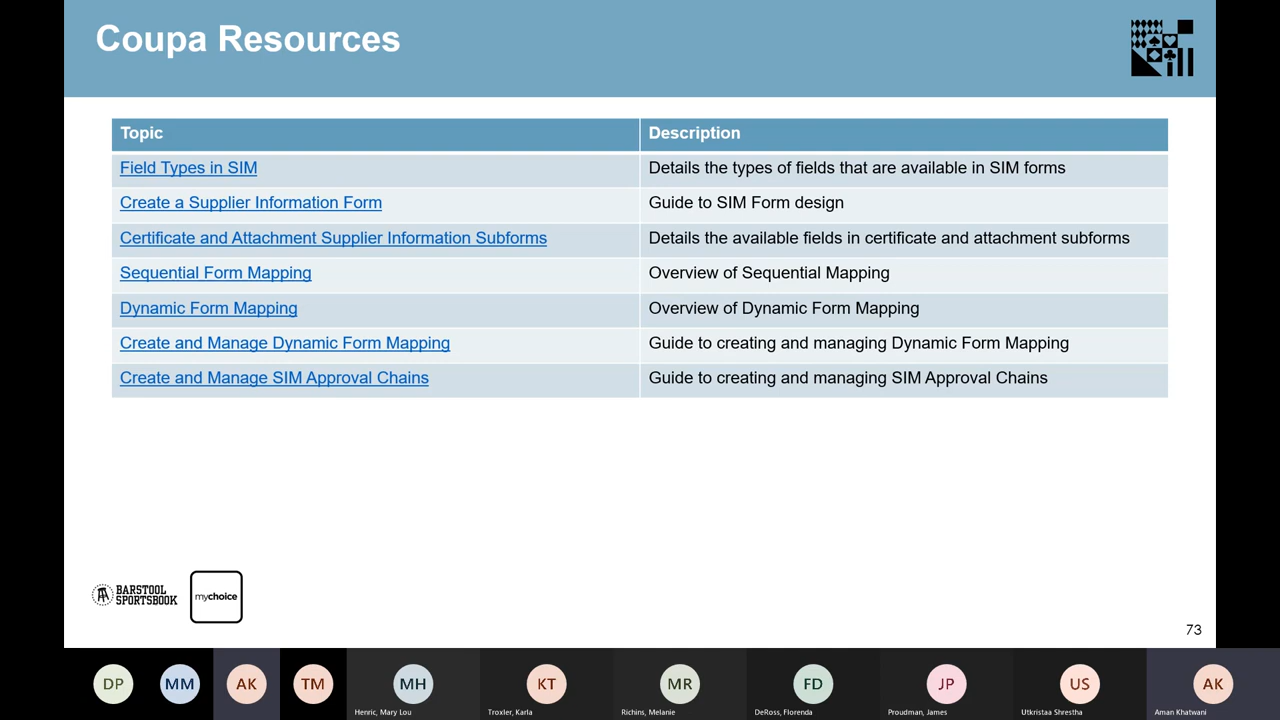 Coupa Resources
Topic Description
Field Types in SIM Details the types of fields that are available in SIM forms
Create a Supplier Information Form Guide to SIM Form design
Certificate and Attachment Supplier Information Subforms Details the available fields in certificate and attachment subforms
Sequential Form Mapping Overview of Sequential Mapping
Dynamic Form Mapping Overview of Dynamic Form Mapping
Create and Manage Dynamic Form Mapping Guide to creating and managing Dynamic Form Mapping
Create and Manage SIM Approval Chains Guide to creating and managing SIM Approval Chains
BARSTOOL
SPORTSBOOK
mychoice
73
DP MM AK TM MH KT MR FD JP US AK
Henric, Mary Lou Troxler, Karla Richins, Melanie DeRoss, Florenda Proudman, James Utkristaa Shrestha Aman Khatwani